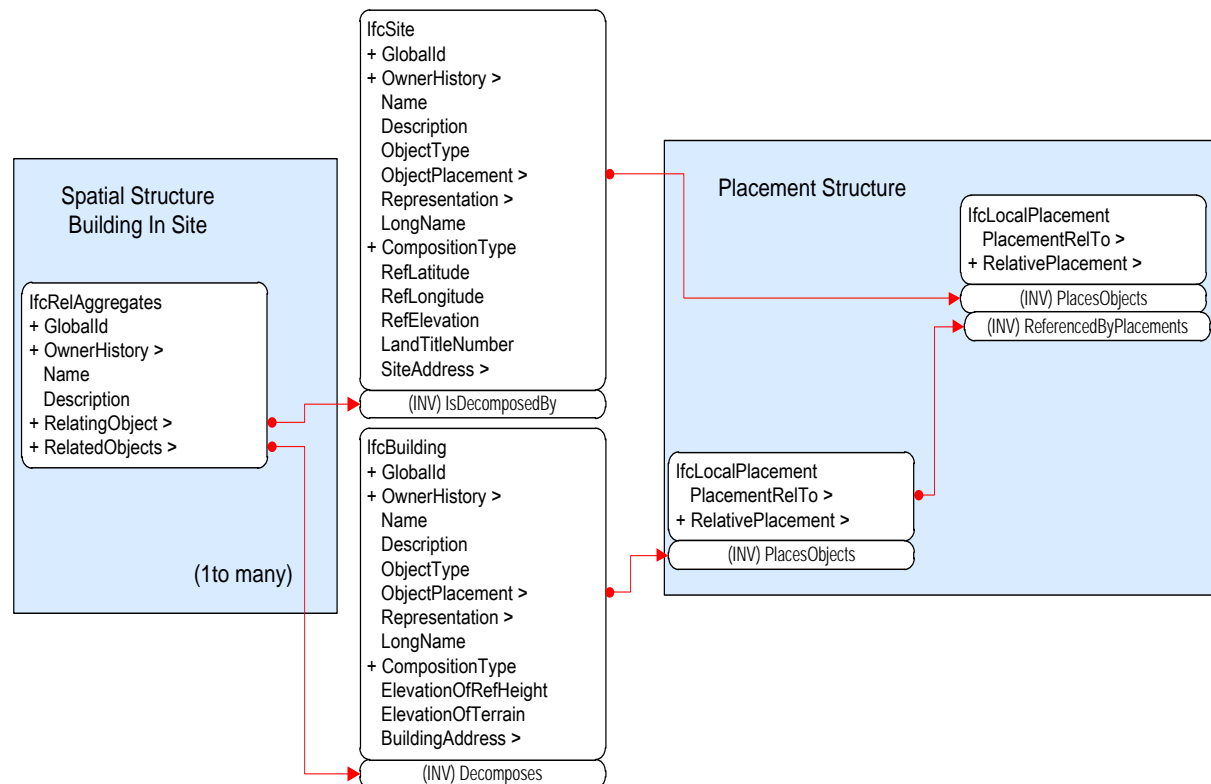 Spatial Structure
Building In Site
IfcRelAggregates
+ GlobalId
+ OwnerHistory >
Name
Description
+ RelatingObject >
+ RelatedObjects >
(1to many)
IfcSite
+ GlobalId
+ OwnerHistory >
Name
Description
ObjectType
ObjectPlacement >
Representation >
LongName
+ CompositionType
RefLatitude
RefLongitude
RefElevation
LandTitleNumber
SiteAddress >
(INV) IsDecomposedBy
IfcBuilding
+ GlobalId
+ OwnerHistory >
Name
Description
ObjectType
ObjectPlacement >
Representation >
LongName
+ CompositionType
ElevationOfRefHeight
ElevationOfTerrain
BuildingAddress >
(INV) Decomposes
Placement Structure
IfcLocalPlacement
PlacementRelTo >
+ RelativePlacement >
(INV) PlacesObjects
(INV) ReferencedByPlacements
IfcLocalPlacement
PlacementRelTo >
+ RelativePlacement >
(INV) PlacesObjects